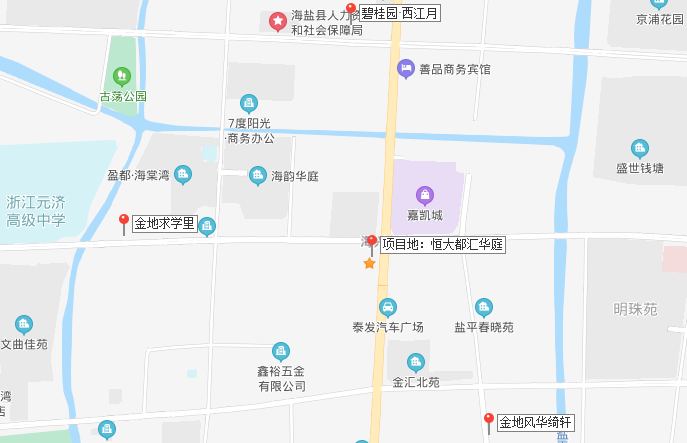 海盐县人力资
和社会保障局
碧桂园·西江月
京浦花园
善品商务宾馆
古荡公园
7度阳光
·商务办公
盛世钱塘
盈都·海棠湾
海韵华庭
浙江元济
高级中学
嘉凯城
金地求学里
项目地：恒大都汇华庭
明珠苑
泰发汽车广场
盐平春晓苑
文曲佳苑
鑫裕五金
有限公司
金汇北苑
湾
店
金地风华绮轩
盐